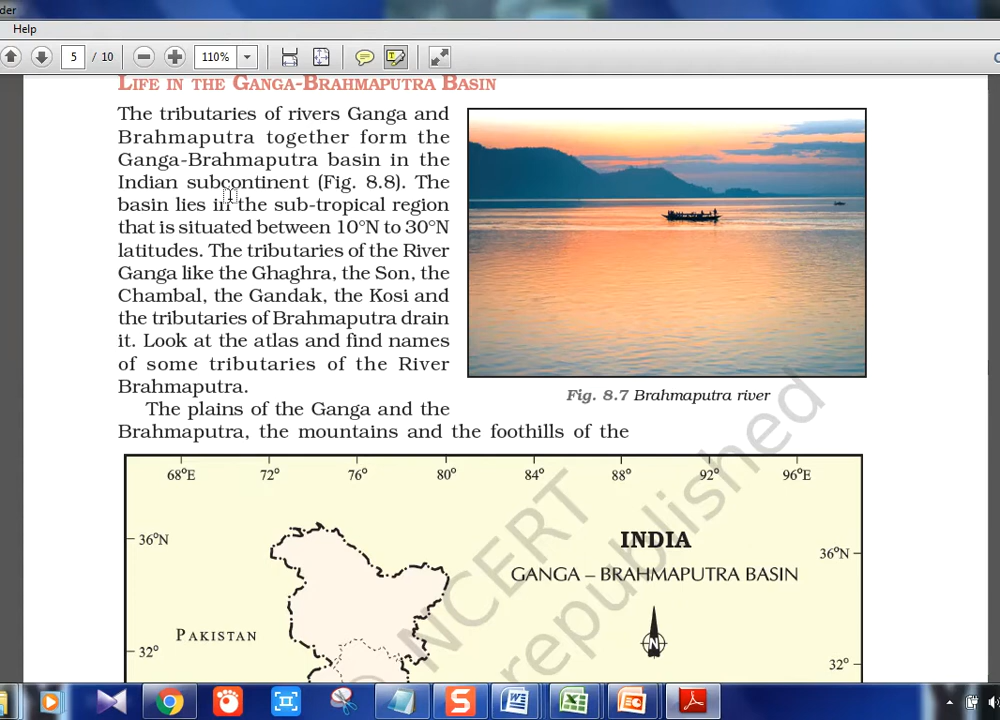 der
Help
5 / 10 110%
LIFE IN THE GANGA-BRAHMAPUTRA BASIN
The tributaries of rivers Ganga and
Brahmaputra together form the
Ganga-Brahmaputra basin in the
Indian subcontinent (Fig. 8.8). The
basin lies in the sub-tropical region
that is situated between 10°N to 30°N
latitudes. The tributaries of the River
Ganga like the Ghaghra, the Son, the
Chambal, the Gandak, the Kosi and
the tributaries of Brahmaputra drain
it. Look at the atlas and find names
of some tributaries of the River
Brahmaputra.
Fig. 8.7 Brahmaputra river
The plains of the Ganga and the
Brahmaputra, the mountains and the foothills of the
68°E 72° 76° 80° 84° 88° 92° 96°E
36°N
INDIA
36°N
GANGA – BRAHMAPUTRA BASIN
PAKISTAN
N
32°
32°
© NCERT
republished